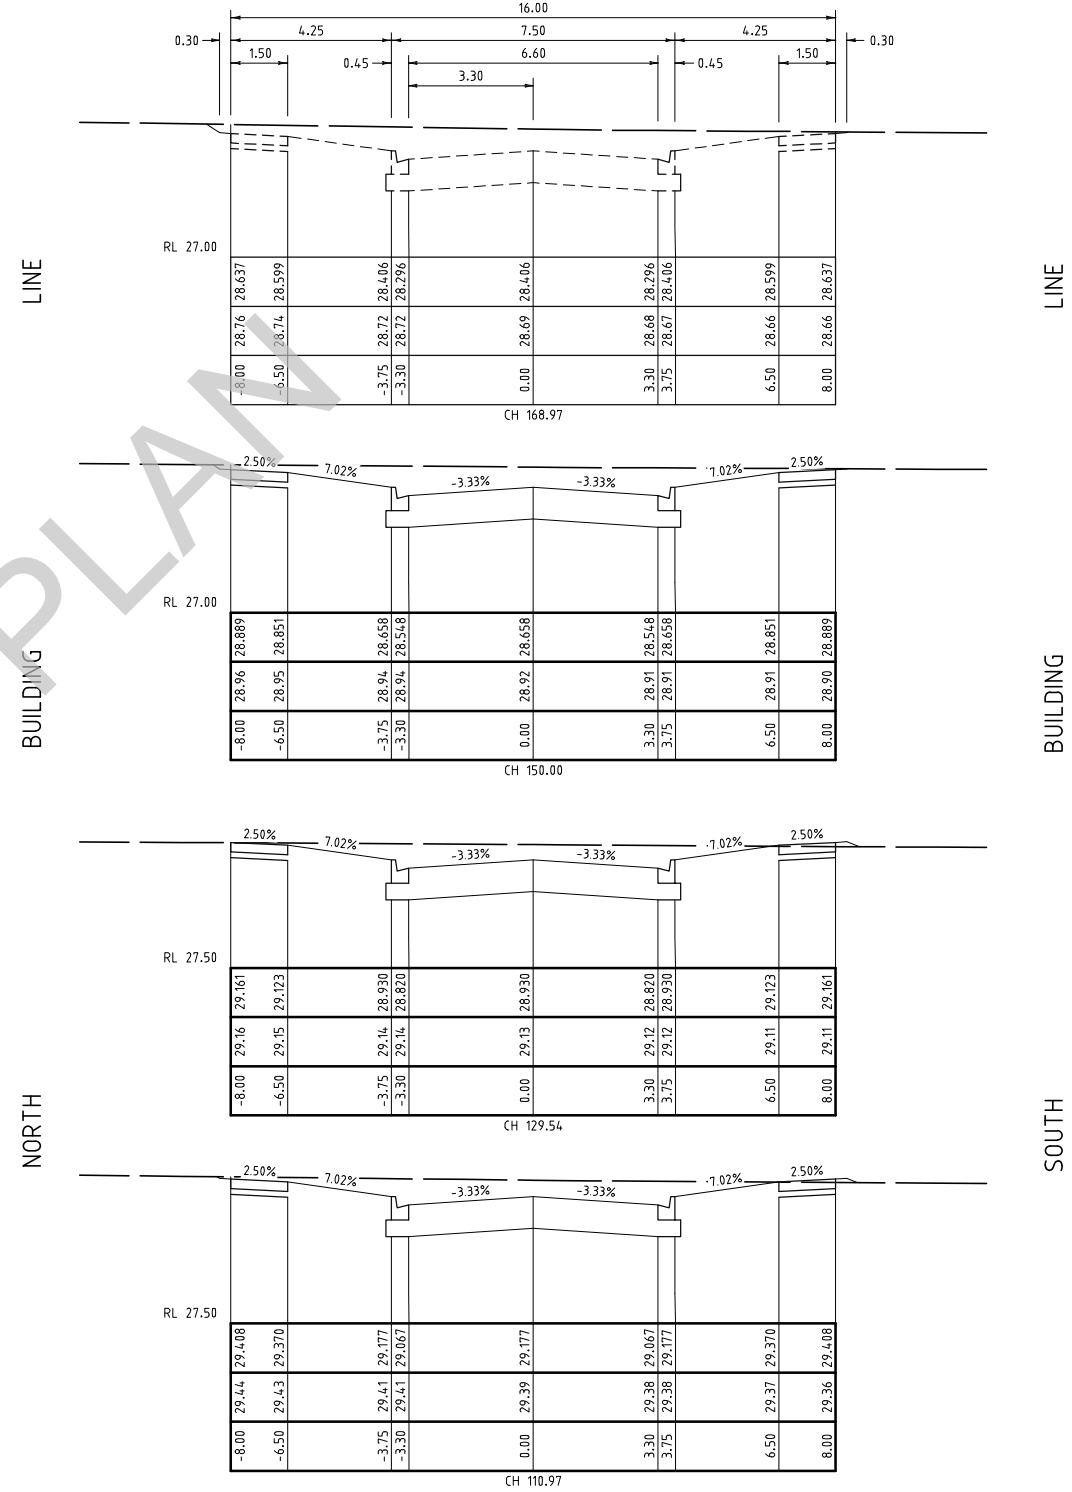 16.00
4.25 7.50 4.25
0.30 0.30
1.50 0.45 6.60 0.45 1.50
3.30
RL 27.00
28.637 28.599 28.406 28.296 28.406 28.296 28.406 28.599 28.637
28.76 28.74 28.72 28.72 28.69 28.68 28.67 28.66 28.66
-8.00 -6.50 -3.75 -3.30 0.00 3.30 3.75 6.50 8.00
CH 168.97
2.50% 7.02% -3.33% -3.33% 7.02% 2.50%
RL 27.00
28.889 28.851 28.658 28.548 28.658 28.548 28.658 28.851 28.889
28.96 28.95 28.94 28.94 28.92 28.91 28.91 28.91 28.90
-8.00 -6.50 -3.75 -3.30 0.00 3.30 3.75 6.50 8.00
CH 150.00
2.50% 7.02% -3.33% -3.33% 7.02% 2.50%
RL 27.50
29.161 29.123 28.930 28.820 28.930 28.820 28.930 29.123 29.161
29.16 29.15 29.14 29.14 29.13 29.12 29.12 29.11 29.11
-8.00 -6.50 -3.75 -3.30 0.00 3.30 3.75 6.50 8.00
CH 129.54
2.50% 7.02% -3.33% -3.33% 7.02% 2.50%
RL 27.50
29.408 29.370 29.177 29.067 29.177 29.067 29.177 29.370 29.408
29.44 29.43 29.41 29.41 29.39 29.38 29.38 29.37 29.36
-8.00 -6.50 -3.75 -3.30 0.00 3.30 3.75 6.50 8.00
CH 110.97
NORTH BUILDING LINE
SOUTH BUILDING LINE
PLAN